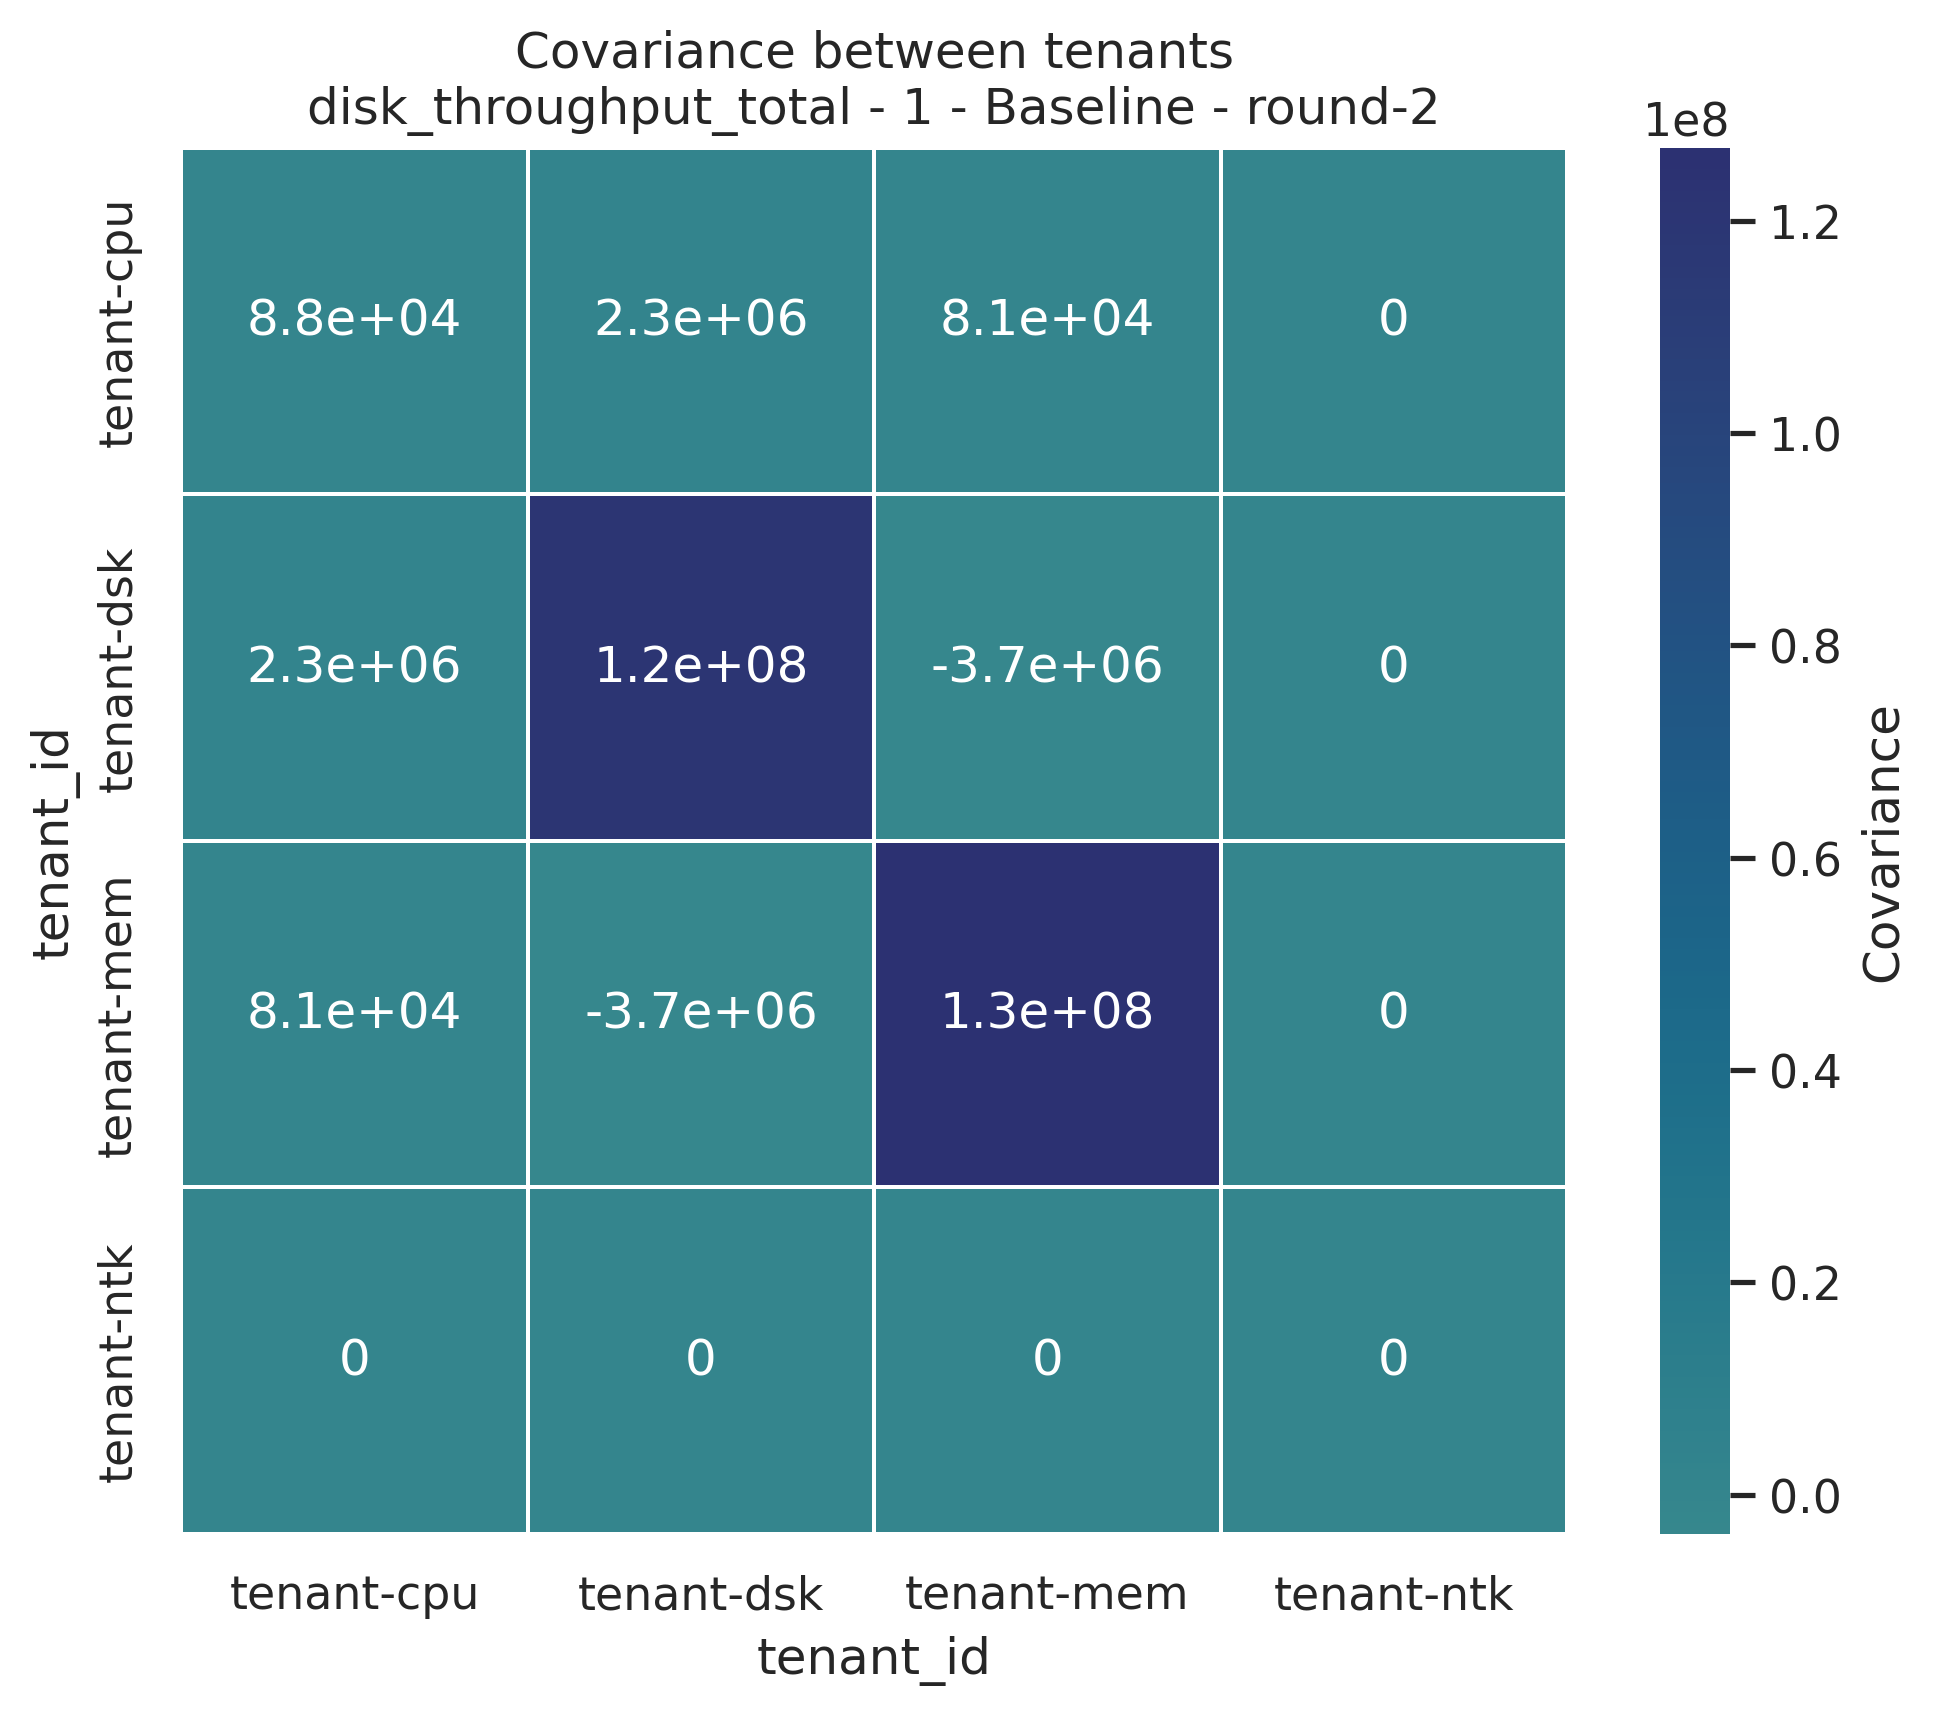 Covariance between tenants
disk_throughput_total - 1 - Baseline - round-2
1e8
tenant_id
tenant-cpu
8.8e+04 2.3e+06 8.1e+04 0
tenant-dsk
2.3e+06 1.2e+08 -3.7e+06 0
tenant-mem
8.1e+04 -3.7e+06 1.3e+08 0
tenant-ntk
0 0 0 0
tenant-cpu tenant-dsk tenant-mem tenant-ntk
tenant_id
1.2
1.0
0.8
0.6
0.4
0.2
0.0
Covariance